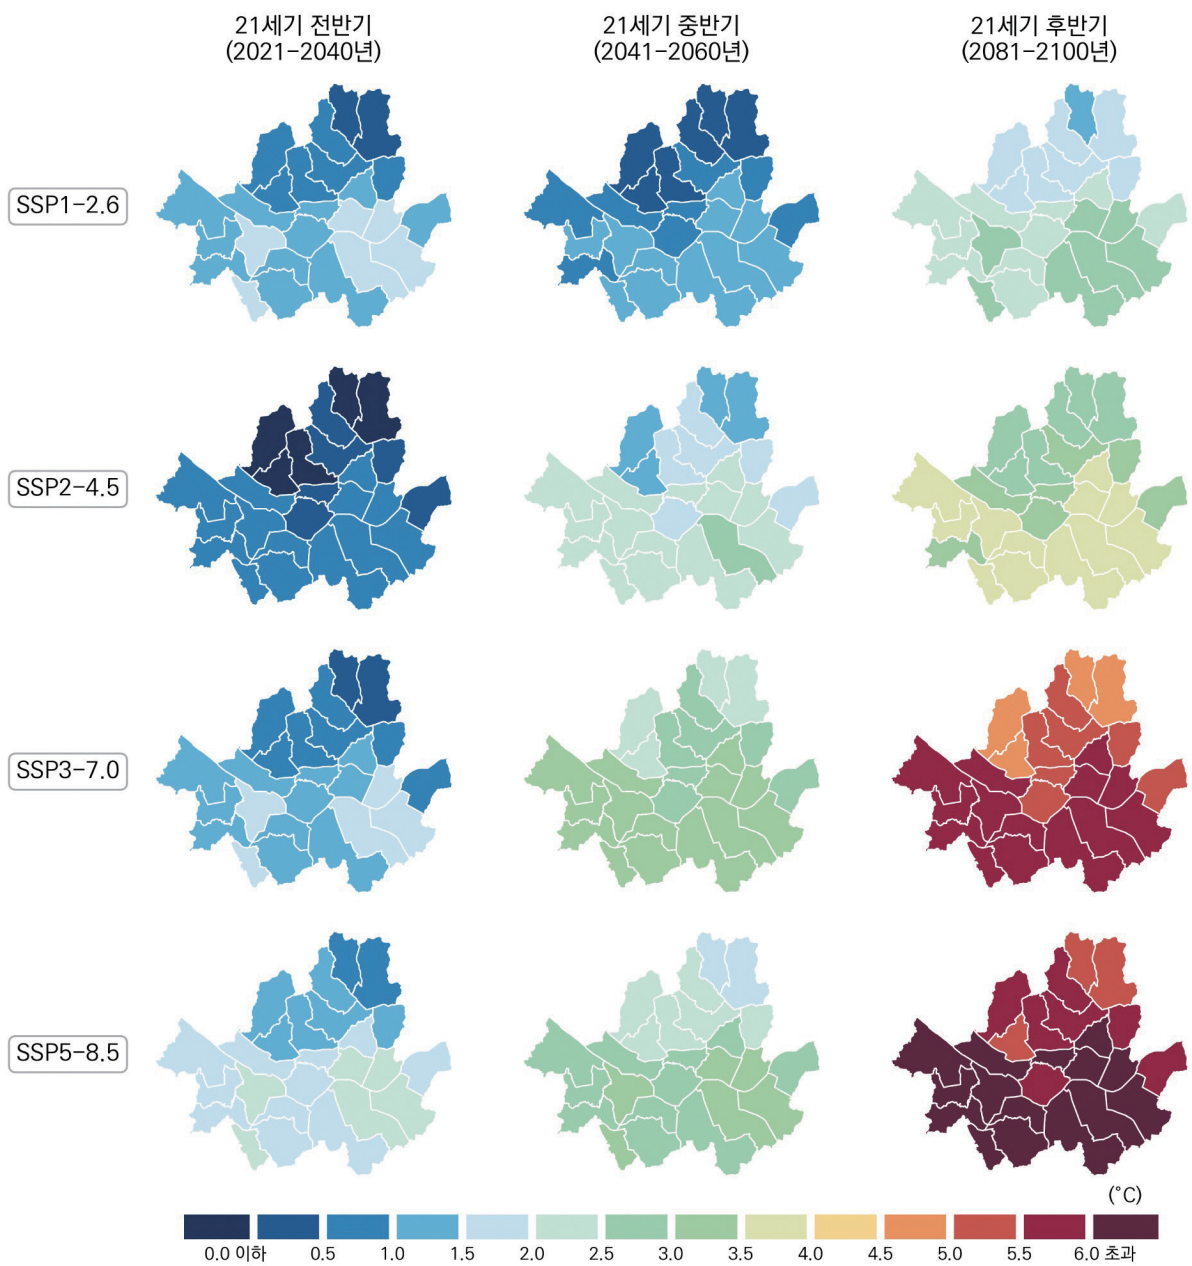 21세기 전반기
(2021-2040년)
21세기 중반기
(2041-2060년)
21세기 후반기
(2081-2100년)
SSP1-2.6
SSP2-4.5
SSP3-7.0
SSP5-8.5
(°C)
0.0 이하 0.5 1.0 1.5 2.0 2.5 3.0 3.5 4.0 4.5 5.0 5.5 6.0 초과